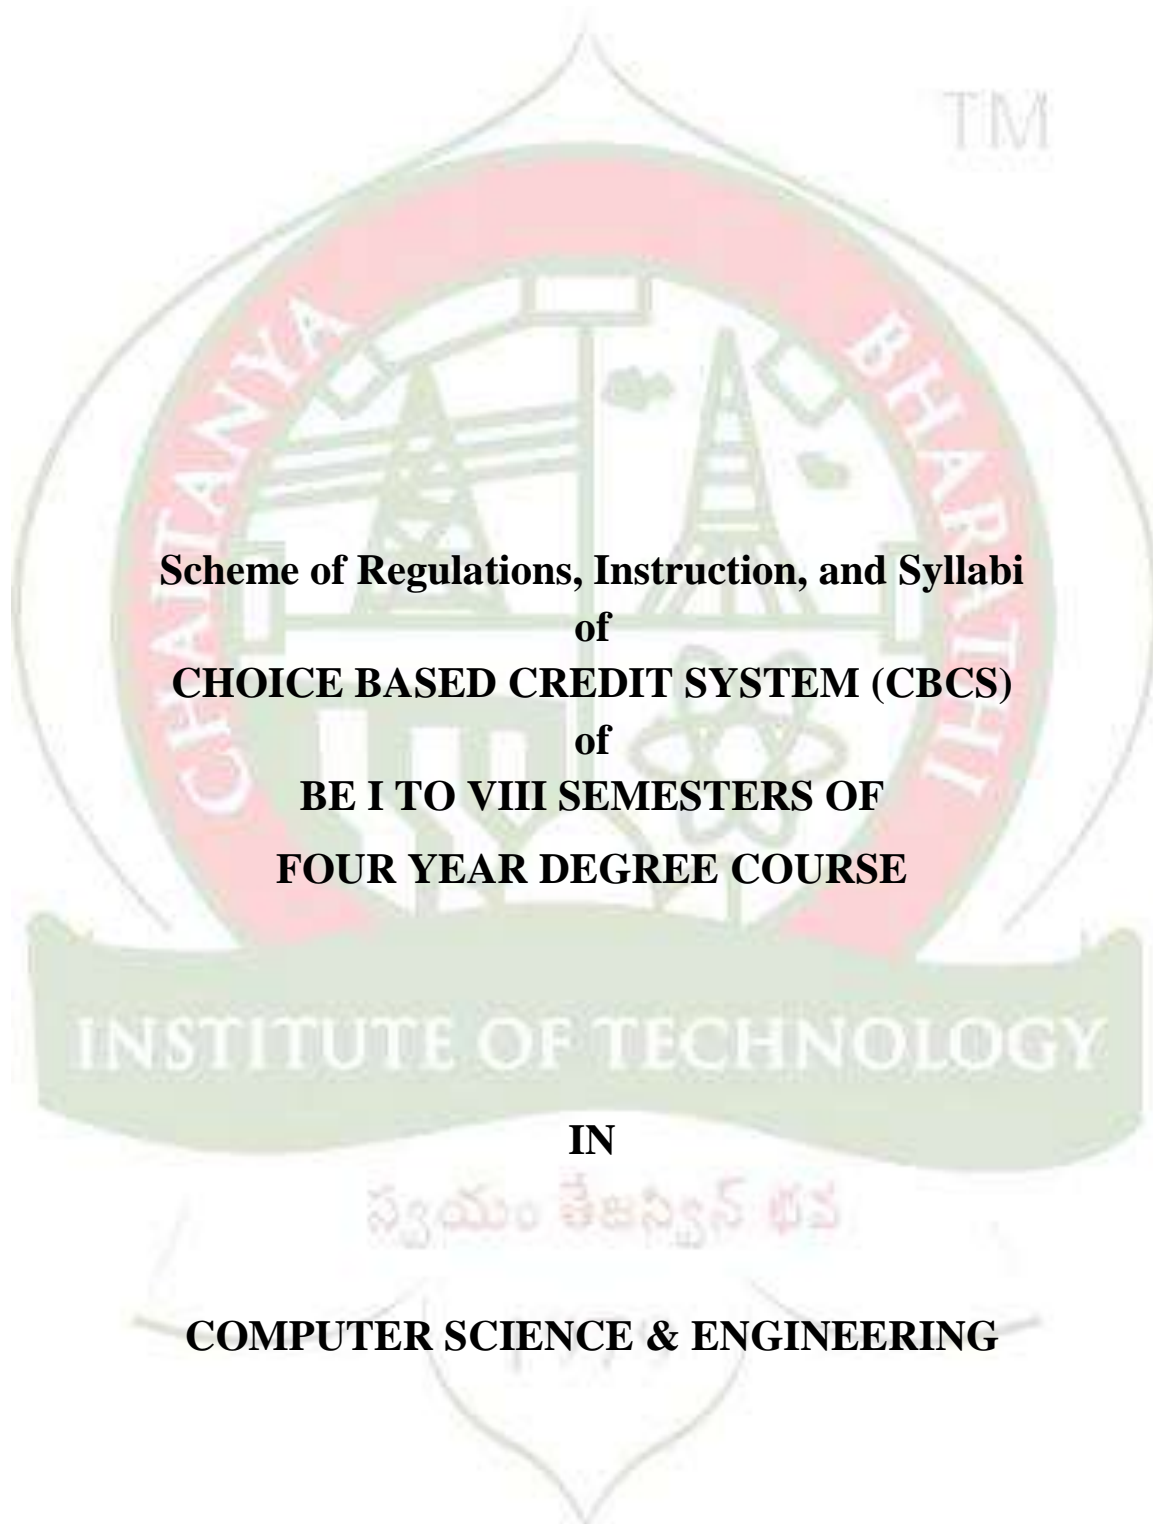 TM
CHAITANYA BHARATHI
Scheme of Regulations, Instruction, and Syllabi
of
CHOICE BASED CREDIT SYSTEM (CBCS)
of
BE I TO VIII SEMESTERS OF
FOUR YEAR DEGREE COURSE
INSTITUTE OF TECHNOLOGY
IN
స్వయం తేజస్విన్ భవ
COMPUTER SCIENCE & ENGINEERING